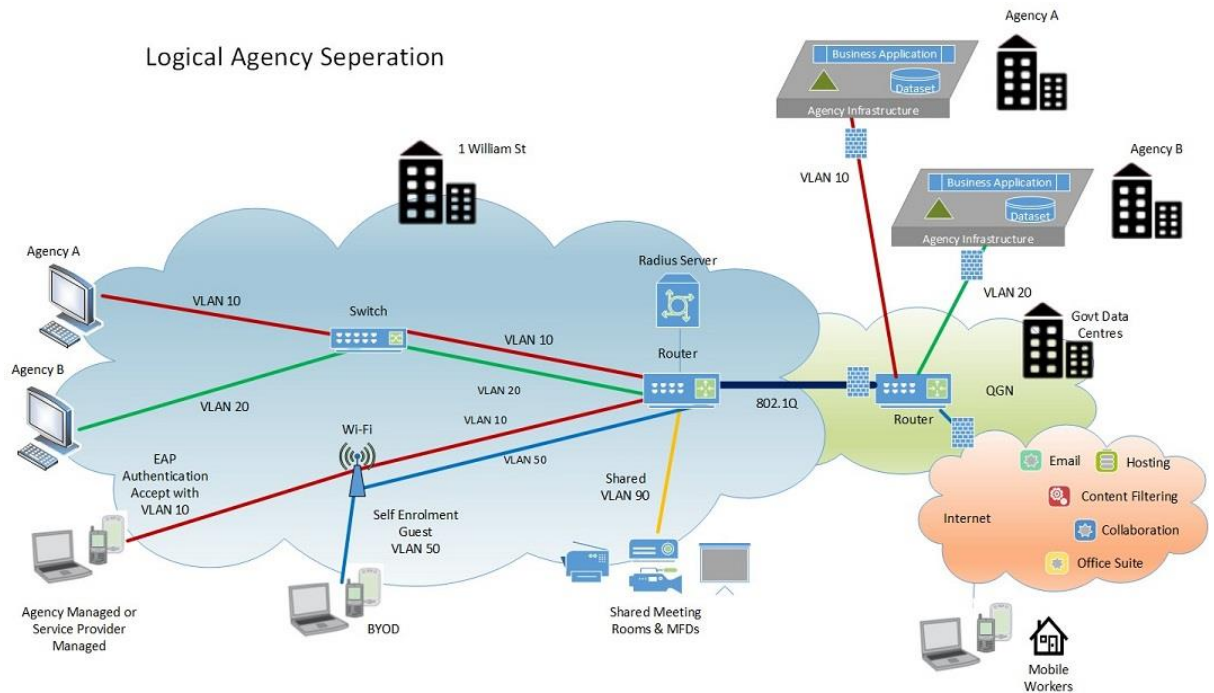 Logical Agency Seperation
Agency A
Business Application
Dataset
Agency Infrastructure
VLAN 10
Agency B
Business Application
Dataset
Agency Infrastructure
VLAN 20
1 William St
Agency A
VLAN 10
Switch
VLAN 10
Radius Server
Router
Agency B
VLAN 20
VLAN 20
VLAN 10
Wi-Fi
VLAN 50
802.1Q
Router
QGN
Govt Data
Centres
EAP
Authentication
Accept with
VLAN 10
Self Enrolment
Guest
VLAN 50
Shared
VLAN 90
Internet
Email
Hosting
Content Filtering
Collaboration
Office Suite
Agency Managed or
Service Provider
Managed
BYOD
Shared Meeting
Rooms & MFDs
Mobile
Workers